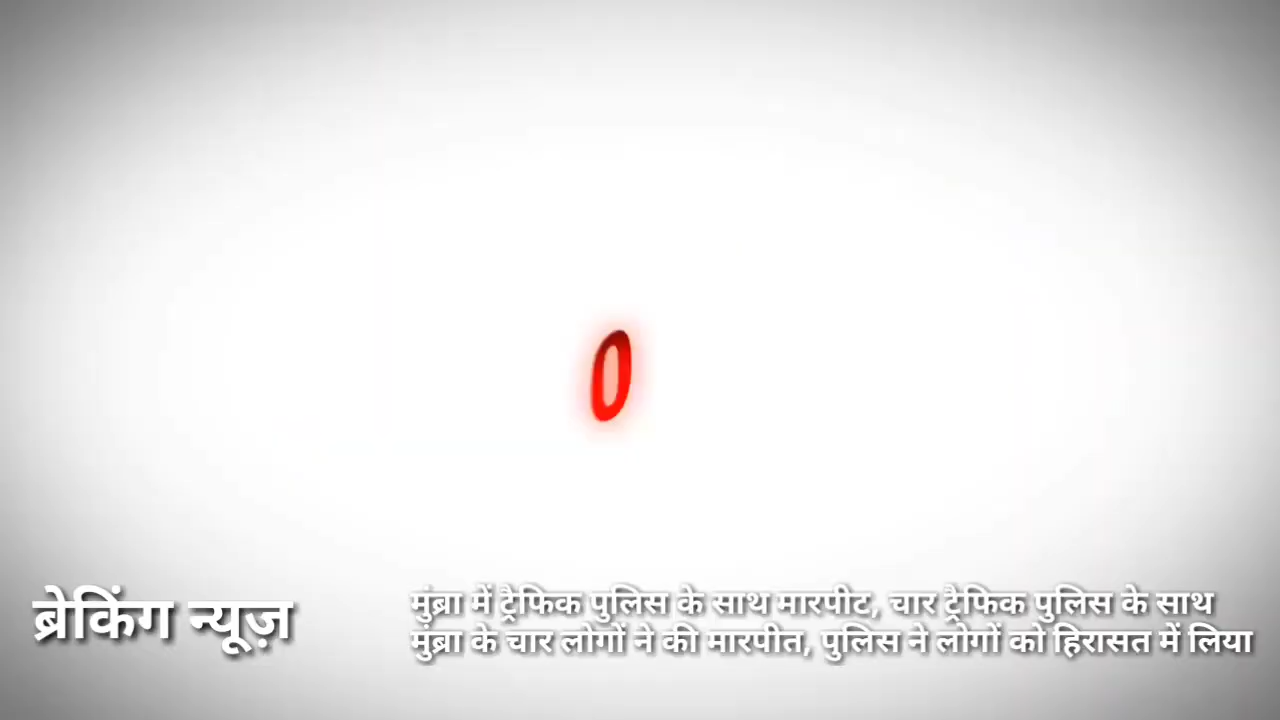 0
ब्रेकिंग न्यूज़
मुंब्रा में ट्रैफिक पुलिस के साथ मारपीट, चार ट्रैफिक पुलिस के साथ
मुंब्रा के चार लोगों ने की मारपीत, पुलिस ने लोगों को हिरासत में लिया